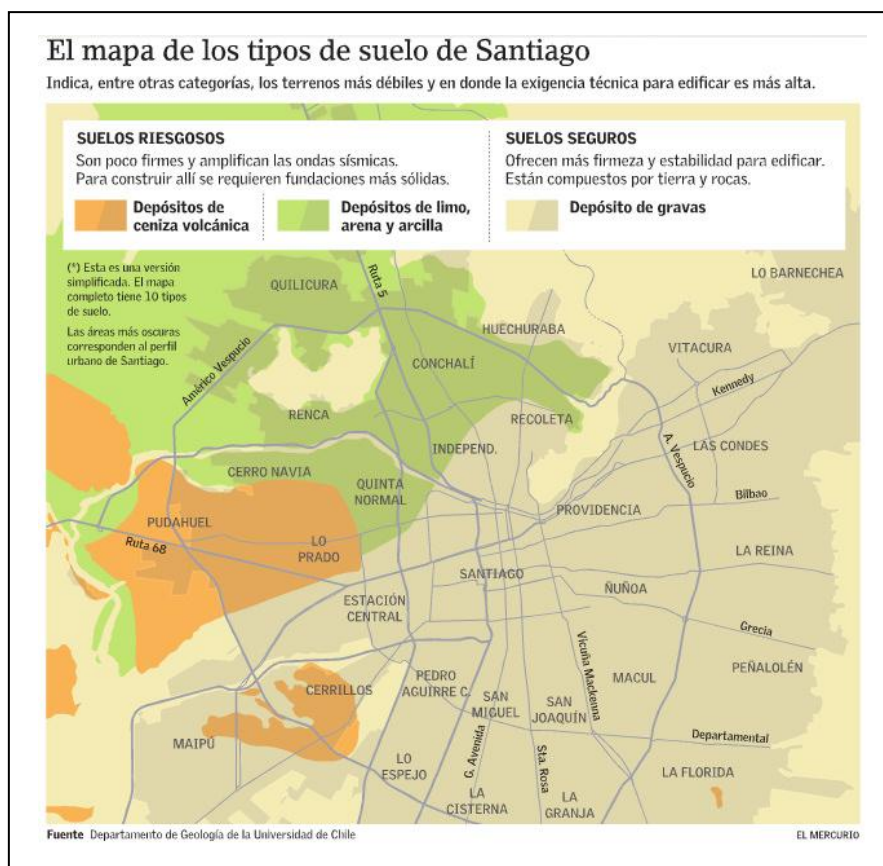 El mapa de los tipos de suelo de Santiago
Indica, entre otras categorías, los terrenos más débiles y en donde la exigencia técnica para edificar es más alta.
SUELOS RIESGOSOS
Son poco firmes y amplifican las ondas sísmicas.
Para construir allí se requieren fundaciones más sólidas.
Depósitos de
ceniza volcánica
Depósitos de limo,
arena y arcilla
SUELOS SEGUROS
Ofrecen más firmeza y estabilidad para edificar.
Están compuestos por tierra y rocas.
Depósito de gravas
(*) Esta es una versión
simplificada. El mapa
completo tiene 10 tipos
de suelo.
Las áreas más oscuras
corresponden al perfil
urbano de Santiago.
QUILICURA
Ruta 5
LO BARNECHEA
HUECHURABA
VITACURA
Américo Vespucio
CONCHALÍ
Kennedy
RENCA
RECOLETA
INDEPEND.
LAS CONDES
A. Vespucio
CERRO NAVIA
QUINTA
NORMAL
Bilbao
PUDAHUEL
PROVIDENCIA
Ruta 68
LO
PRADO
LA REINA
SANTIAGO
ÑUÑOA
ESTACIÓN
CENTRAL
Grecia
Vicuña Mackenna
PEÑALOLÉN
CERRILLOS
PEDRO
AGUIRRE C.
MACUL
SAN
MIGUEL
SAN
JOAQUÍN
MAIPÚ
Departamental
LO
ESPEJO
G. Avenida
Sta. Rosa
LA FLORIDA
LA
CISTERNA
LA
GRANJA
Fuente Departamento de Geología de la Universidad de Chile
EL MERCURIO